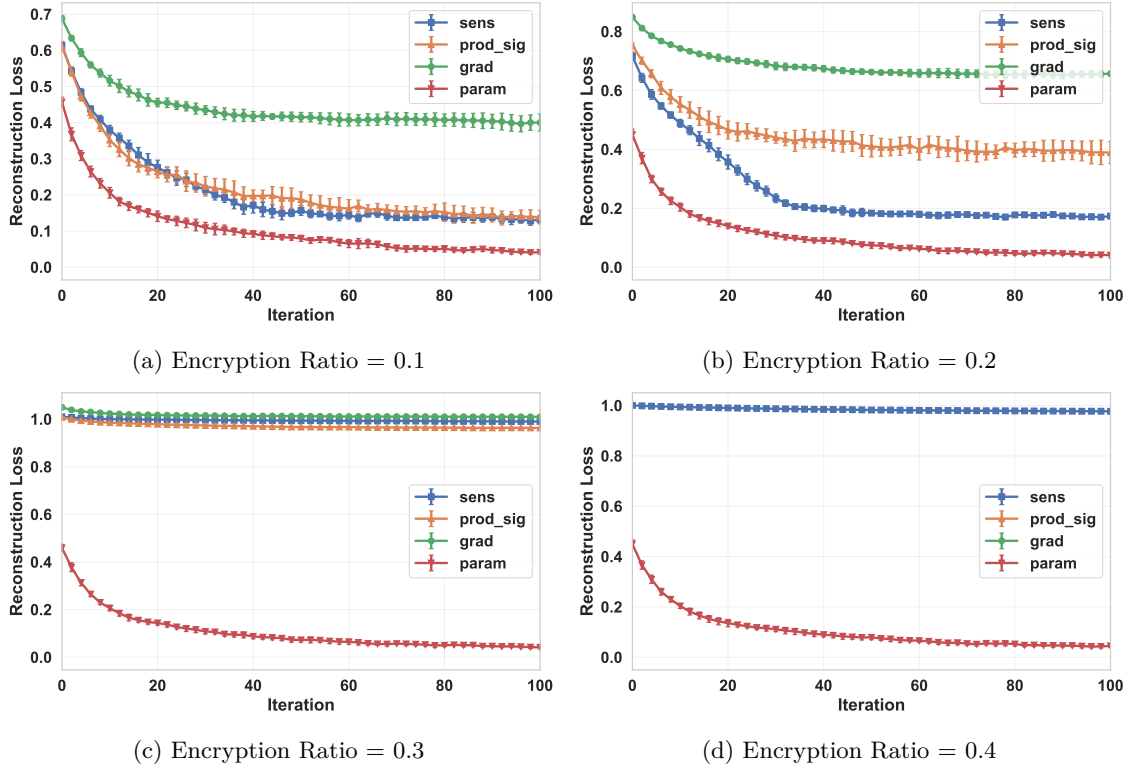 0.7
0.6
0.5
0.4
0.3
0.2
0.1
0.0
Reconstruction Loss
sens
prod_sig
grad
param
0 20 40 60 80 100
Iteration
(a) Encryption Ratio = 0.1
0.8
0.6
0.4
0.2
0.0
Reconstruction Loss
sens
prod_sig
grad
param
0 20 40 60 80 100
Iteration
(b) Encryption Ratio = 0.2
1.0
0.8
0.6
0.4
0.2
0.0
Reconstruction Loss
sens
prod_sig
grad
param
0 20 40 60 80 100
Iteration
(c) Encryption Ratio = 0.3
1.0
0.8
0.6
0.4
0.2
0.0
Reconstruction Loss
sens
prod_sig
grad
param
0 20 40 60 80 100
Iteration
(d) Encryption Ratio = 0.4